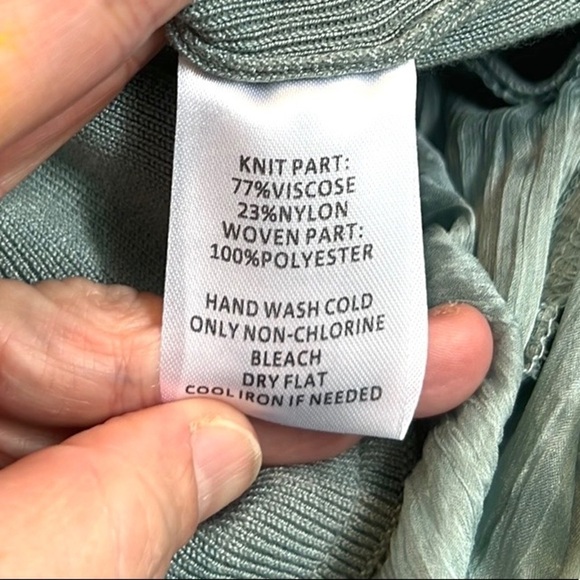 KNIT PART:
77%VISCOSE
23%NYLON
WOVEN PART:
100%POLYESTER
HAND WASH COLD
ONLY NON-CHLORINE
BLEACH
DRY FLAT
COOL IRON IF NEEDED